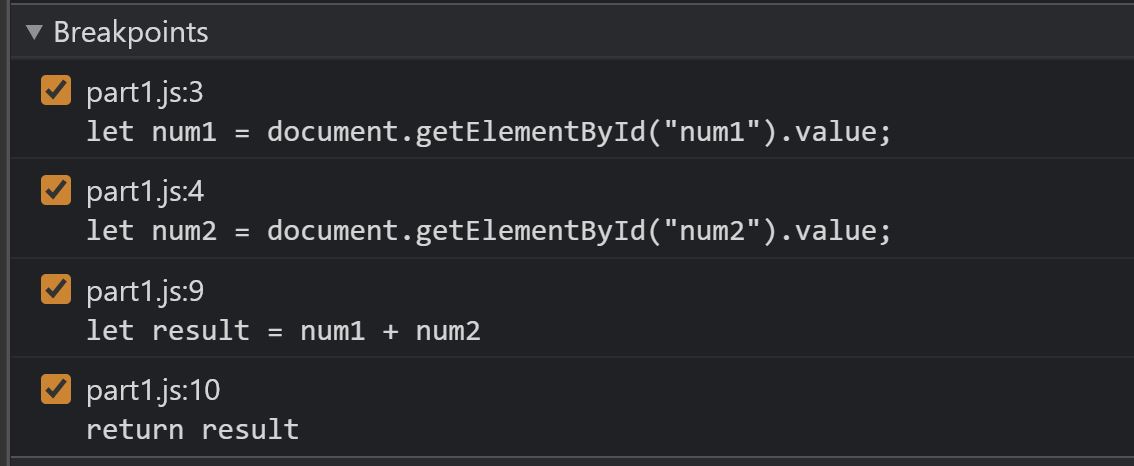 Breakpoints
part1.js:3
let num1 = document.getElementById("num1").value;
part1.js:4
let num2 = document.getElementById("num2").value;
part1.js:9
let result = num1 + num2
part1.js:10
return result